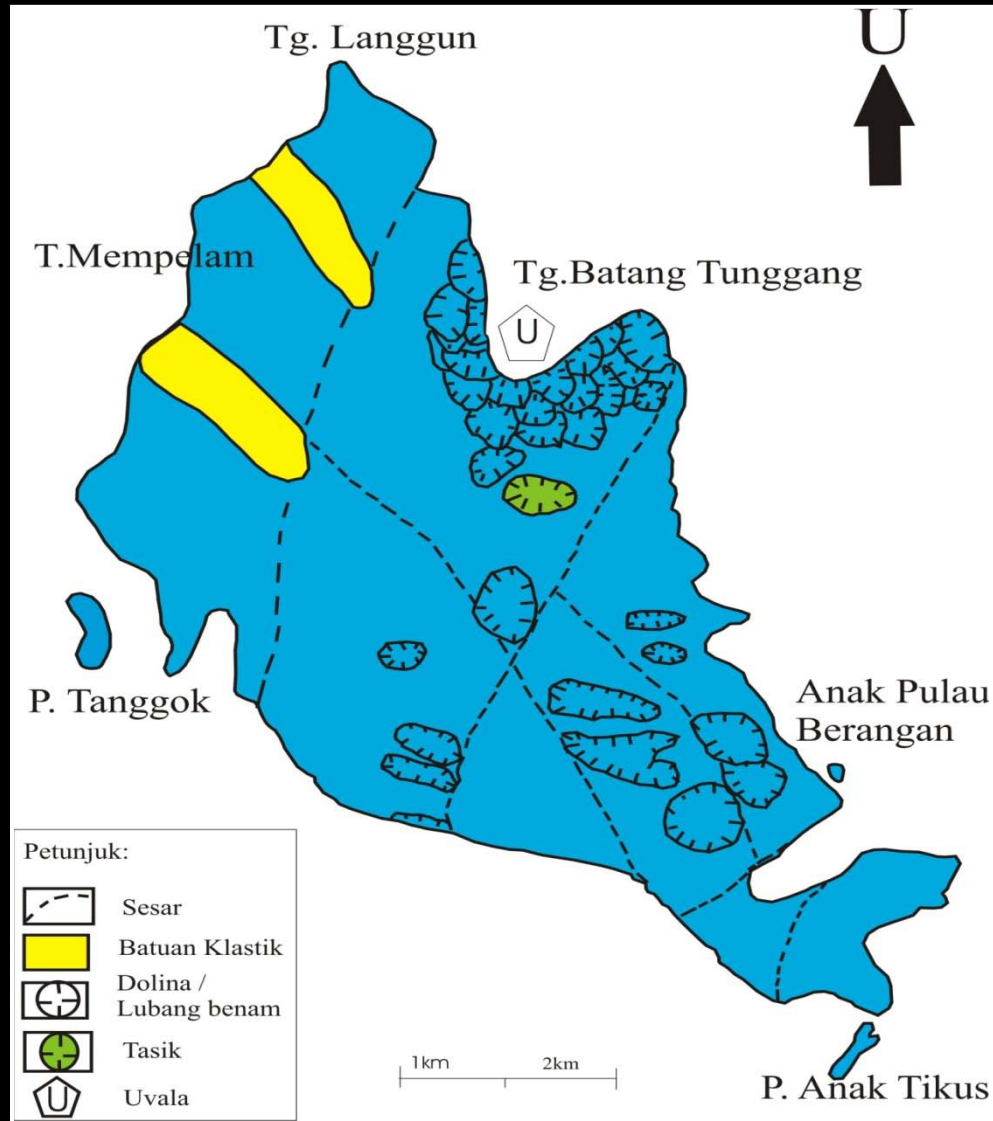 Tg. Langgun
U
T.Mempelam
Tg.Batang Tunggang
U
P. Tanggok
Anak Pulau
Berangan
Petunjuk:
Sesar
Batuan Klastik
Dolina /
Lubang benam
Tasik
U
Uvala
1km
2km
P. Anak Tikus